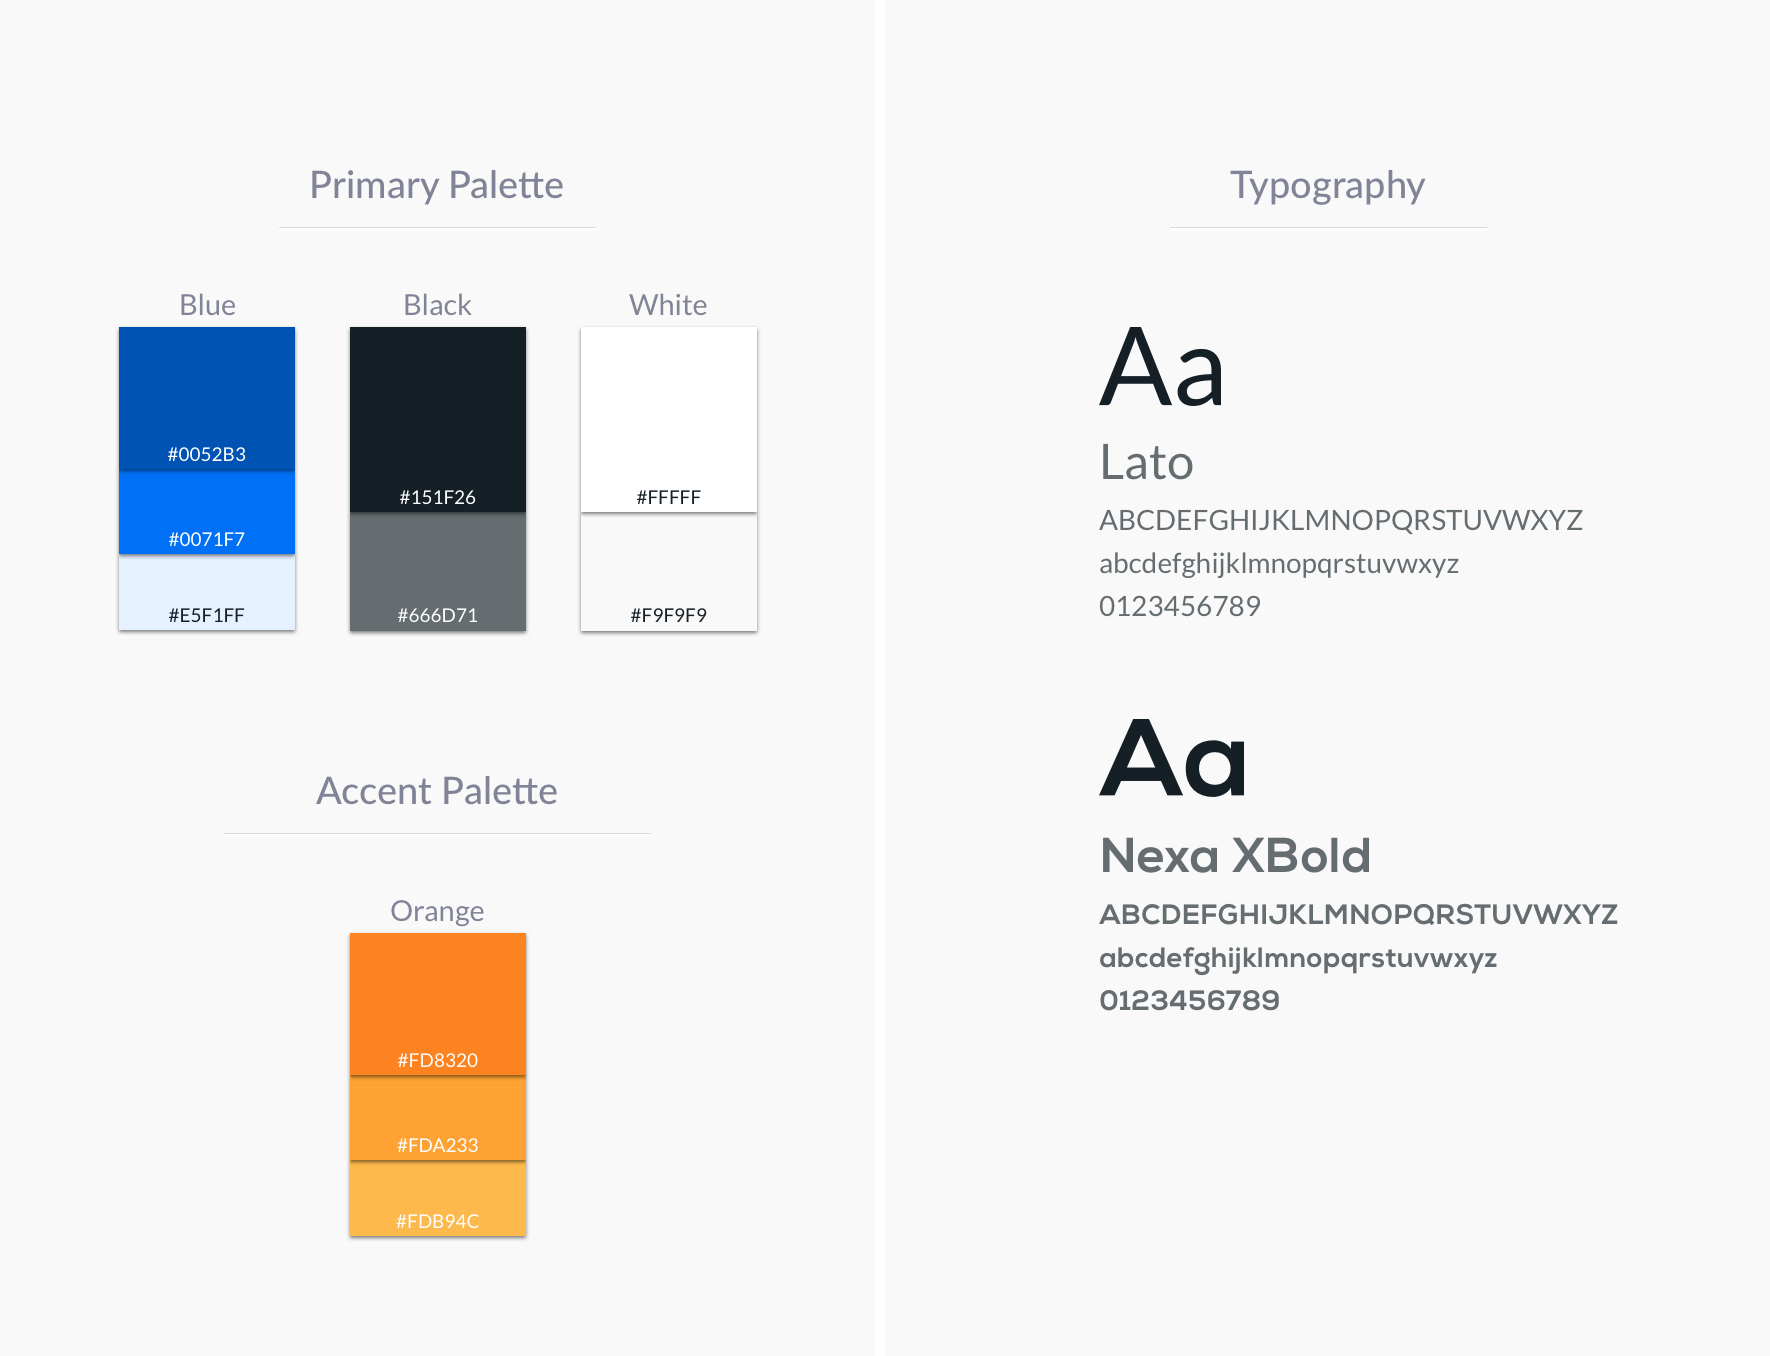 Primary Palette
Blue
#0052B3
#0071F7
#E5F1FF
Black
#151F26
#666D71
White
#FFFFF
#F9F9F9
Accent Palette
Orange
#FD8320
#FDA233
#FDB94C
Typography
Aa
Lato
ABCDEFGHIJKLMNOPQRSTUVWXYZ
abcdefghijklmnopqrstuvwxyz
0123456789
Aa
Nexa XBold
ABCDEFGHIJKLMNOPQRSTUVWXYZ
abcdefghijklmnopqrstuvwxyz
0123456789